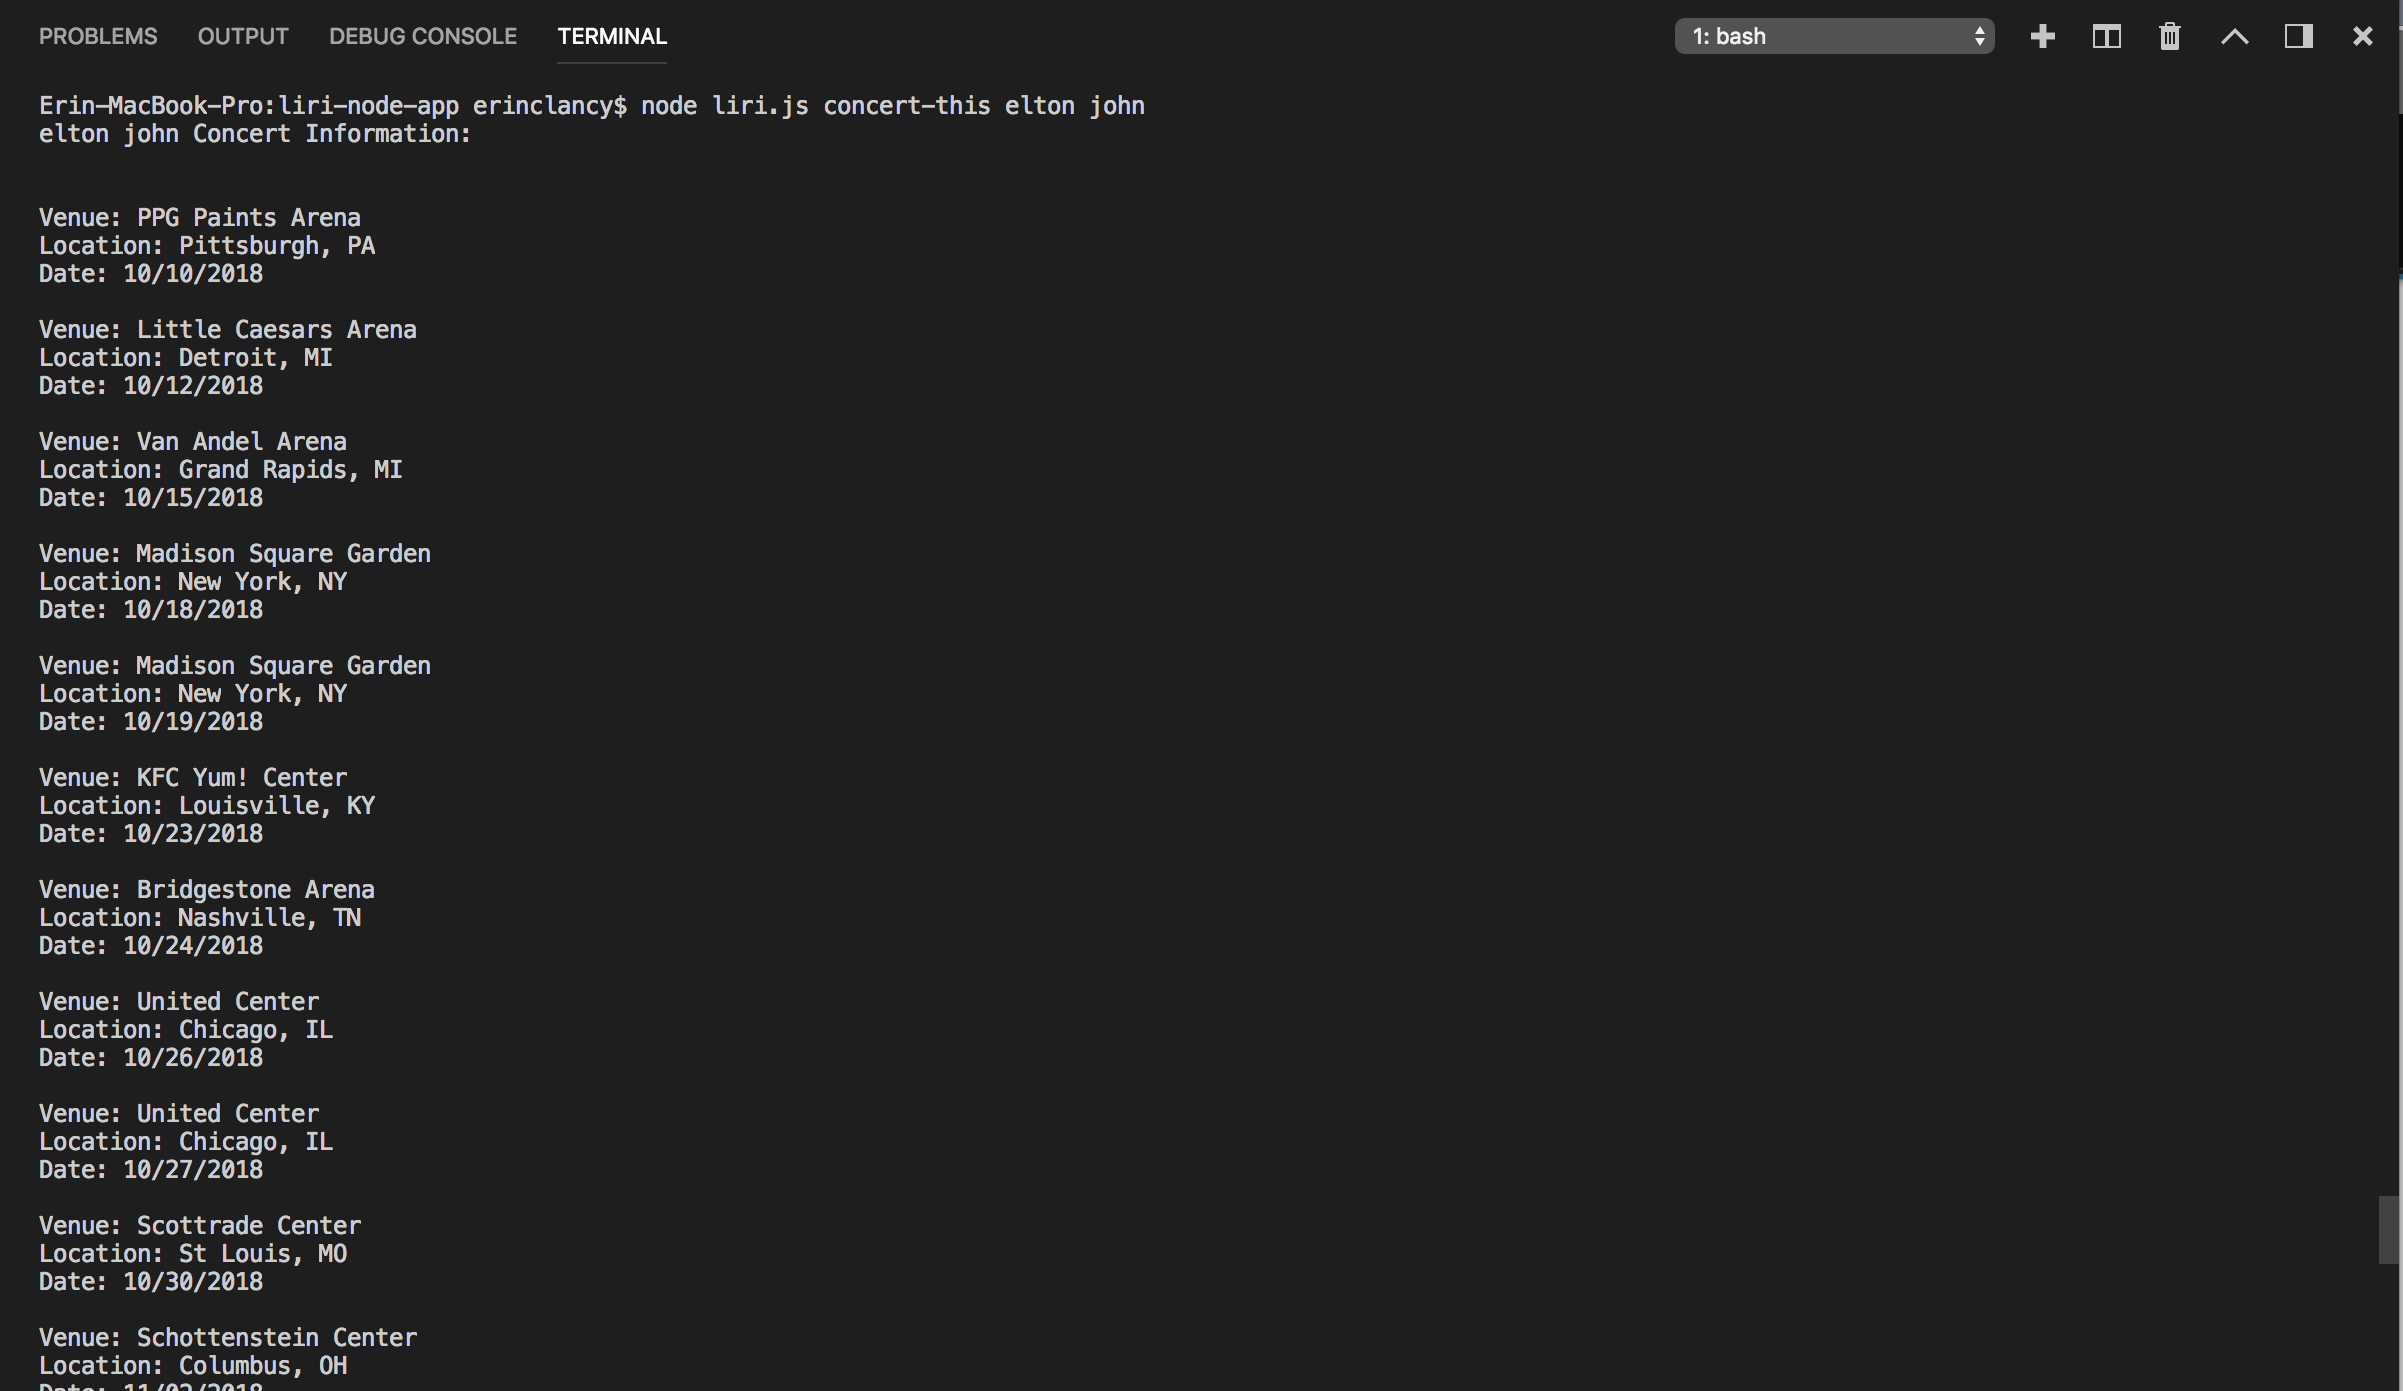 PROBLEMS OUTPUT DEBUG CONSOLE TERMINAL 1: bash
Erin-MacBook-Pro:liri-node-app erinclancy$ node liri.js concert-this elton john
elton john Concert Information:
Venue: PPG Paints Arena
Location: Pittsburgh, PA
Date: 10/10/2018
Venue: Little Caesars Arena
Location: Detroit, MI
Date: 10/12/2018
Venue: Van Andel Arena
Location: Grand Rapids, MI
Date: 10/15/2018
Venue: Madison Square Garden
Location: New York, NY
Date: 10/18/2018
Venue: Madison Square Garden
Location: New York, NY
Date: 10/19/2018
Venue: KFC Yum! Center
Location: Louisville, KY
Date: 10/23/2018
Venue: Bridgestone Arena
Location: Nashville, TN
Date: 10/24/2018
Venue: United Center
Location: Chicago, IL
Date: 10/26/2018
Venue: United Center
Location: Chicago, IL
Date: 10/27/2018
Venue: Scottrade Center
Location: St Louis, MO
Date: 10/30/2018
Venue: Schottenstein Center
Location: Columbus, OH
Date: 11/02/2018